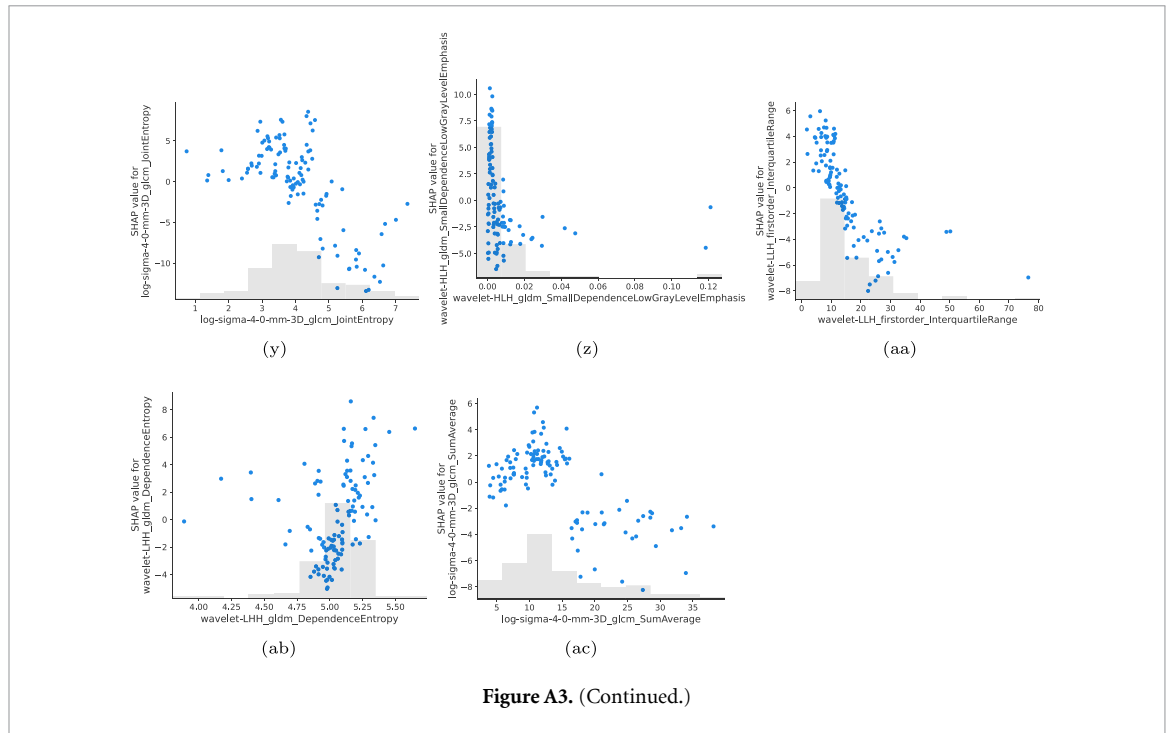 SHAP value for
log-sigma-4-0-mm-3D_glcm_JointEntropy
5
0
−5
−10
1 2 3 4 5 6 7
log-sigma-4-0-mm-3D_glcm_JointEntropy
(y)
SHAP value for
wavelet-HLH_gldm_SmallDependenceLowGrayLevelEmphasis
10.0
7.5
5.0
2.5
0.0
−2.5
−5.0
0.00 0.02 0.04 0.06 0.08 0.10 0.12
wavelet-HLH_gldm_SmallDependenceLowGrayLevelEmphasis
(z)
SHAP value for
wavelet-LLH_firstorder_InterquartileRange
6
4
2
0
−2
−4
−6
−8
0 10 20 30 40 50 60 70 80
wavelet-LLH_firstorder_InterquartileRange
(aa)
SHAP value for
wavelet-LHH_gldm_DependenceEntropy
8
6
4
2
0
−2
−4
4.00 4.25 4.50 4.75 5.00 5.25 5.50
wavelet-LHH_gldm_DependenceEntropy
(ab)
SHAP value for
log-sigma-4-0-mm-3D_glcm_SumAverage
6
4
2
0
−2
−4
−6
−8
5 10 15 20 25 30 35
log-sigma-4-0-mm-3D_glcm_SumAverage
(ac)
Figure A3. (Continued.)